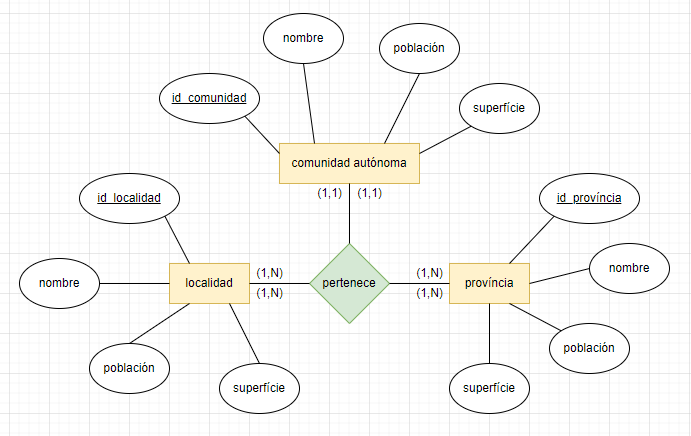 nombre
población
id_comunidad
superfície
comunidad autónoma
(1,1) (1,1)
id_localidad
id_província
nombre
localidad
(1,N)
(1,N)
pertenece
(1,N)
(1,N)
província
nombre
población
superfície
población
superfície